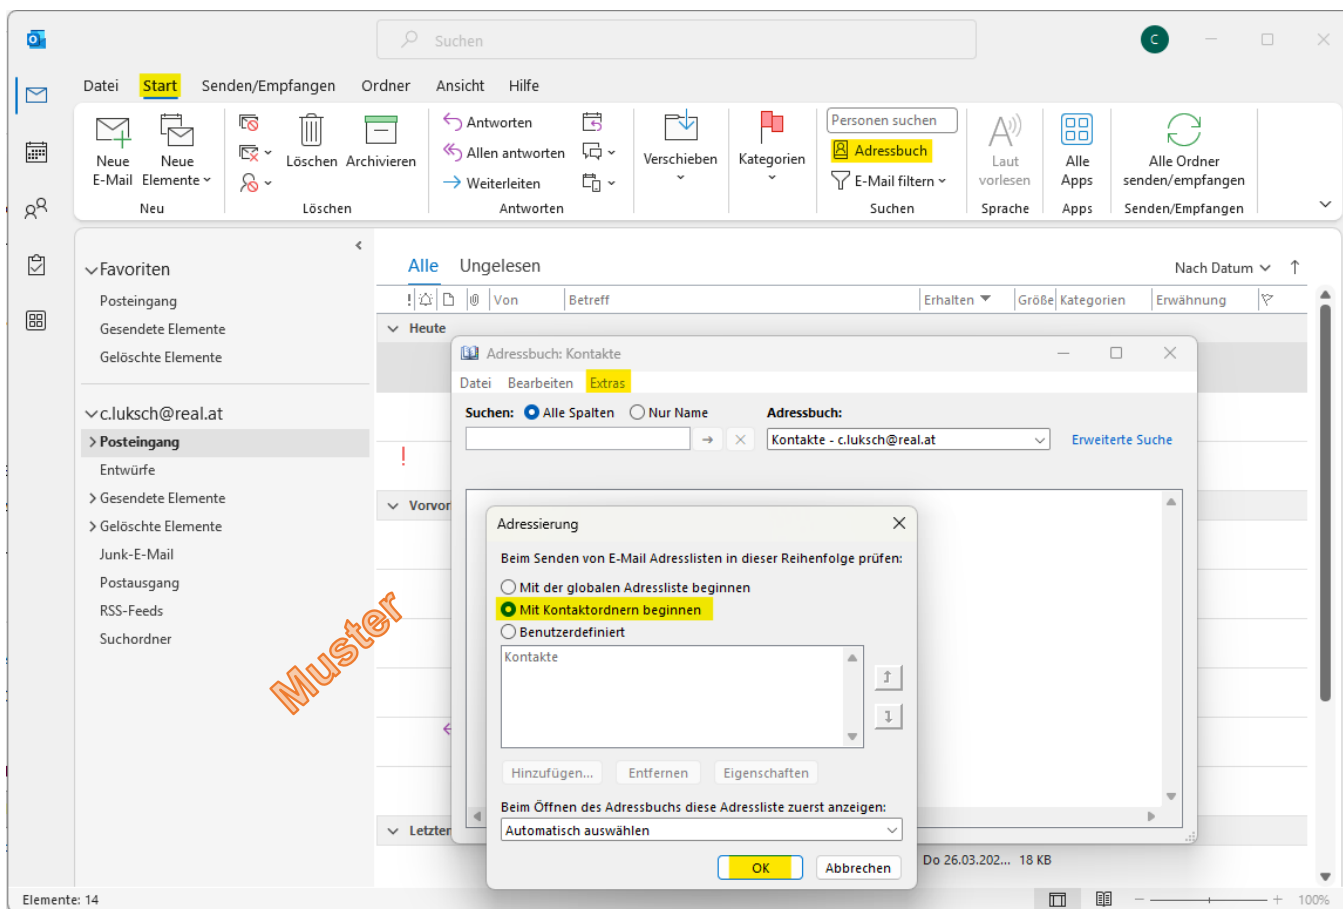 Suchen
C
Datei Start Senden/Empfangen Ordner Ansicht Hilfe
Neue E-Mail
Neue Elemente
Neu
Löschen
Archivieren
Löschen
Antworten
Allen antworten
Weiterleiten
Antworten
Verschieben
Kategorien
Personen suchen
Adressbuch
E-Mail filtern
Suchen
Laut vorlesen
Sprache
Alle Apps
Apps
Alle Ordner senden/empfangen
Senden/Empfangen
Favoriten
Posteingang
Gesendete Elemente
Gelöschte Elemente
c.luksch@real.at
Posteingang
Entwürfe
Gesendete Elemente
Gelöschte Elemente
Junk-E-Mail
Postausgang
RSS-Feeds
Suchordner
Muster
Alle Ungelesen
Nach Datum
Von Betreff Erhalten Größe Kategorien Erwähnung
Heute
Vorvor
Letzter
Adressbuch: Kontakte
Datei Bearbeiten Extras
Suchen: Alle Spalten Nur Name Adressbuch:
Kontakte - c.luksch@real.at Erweiterte Suche
Adressierung
Beim Senden von E-Mail Adresslisten in dieser Reihenfolge prüfen:
Mit der globalen Adressliste beginnen
Mit Kontaktordnern beginnen
Benutzerdefiniert
Kontakte
Hinzufügen... Entfernen Eigenschaften
Beim Öffnen des Adressbuchs diese Adressliste zuerst anzeigen:
Automatisch auswählen
OK Abbrechen
Do 26.03.202... 18 KB
Elemente: 14
100%